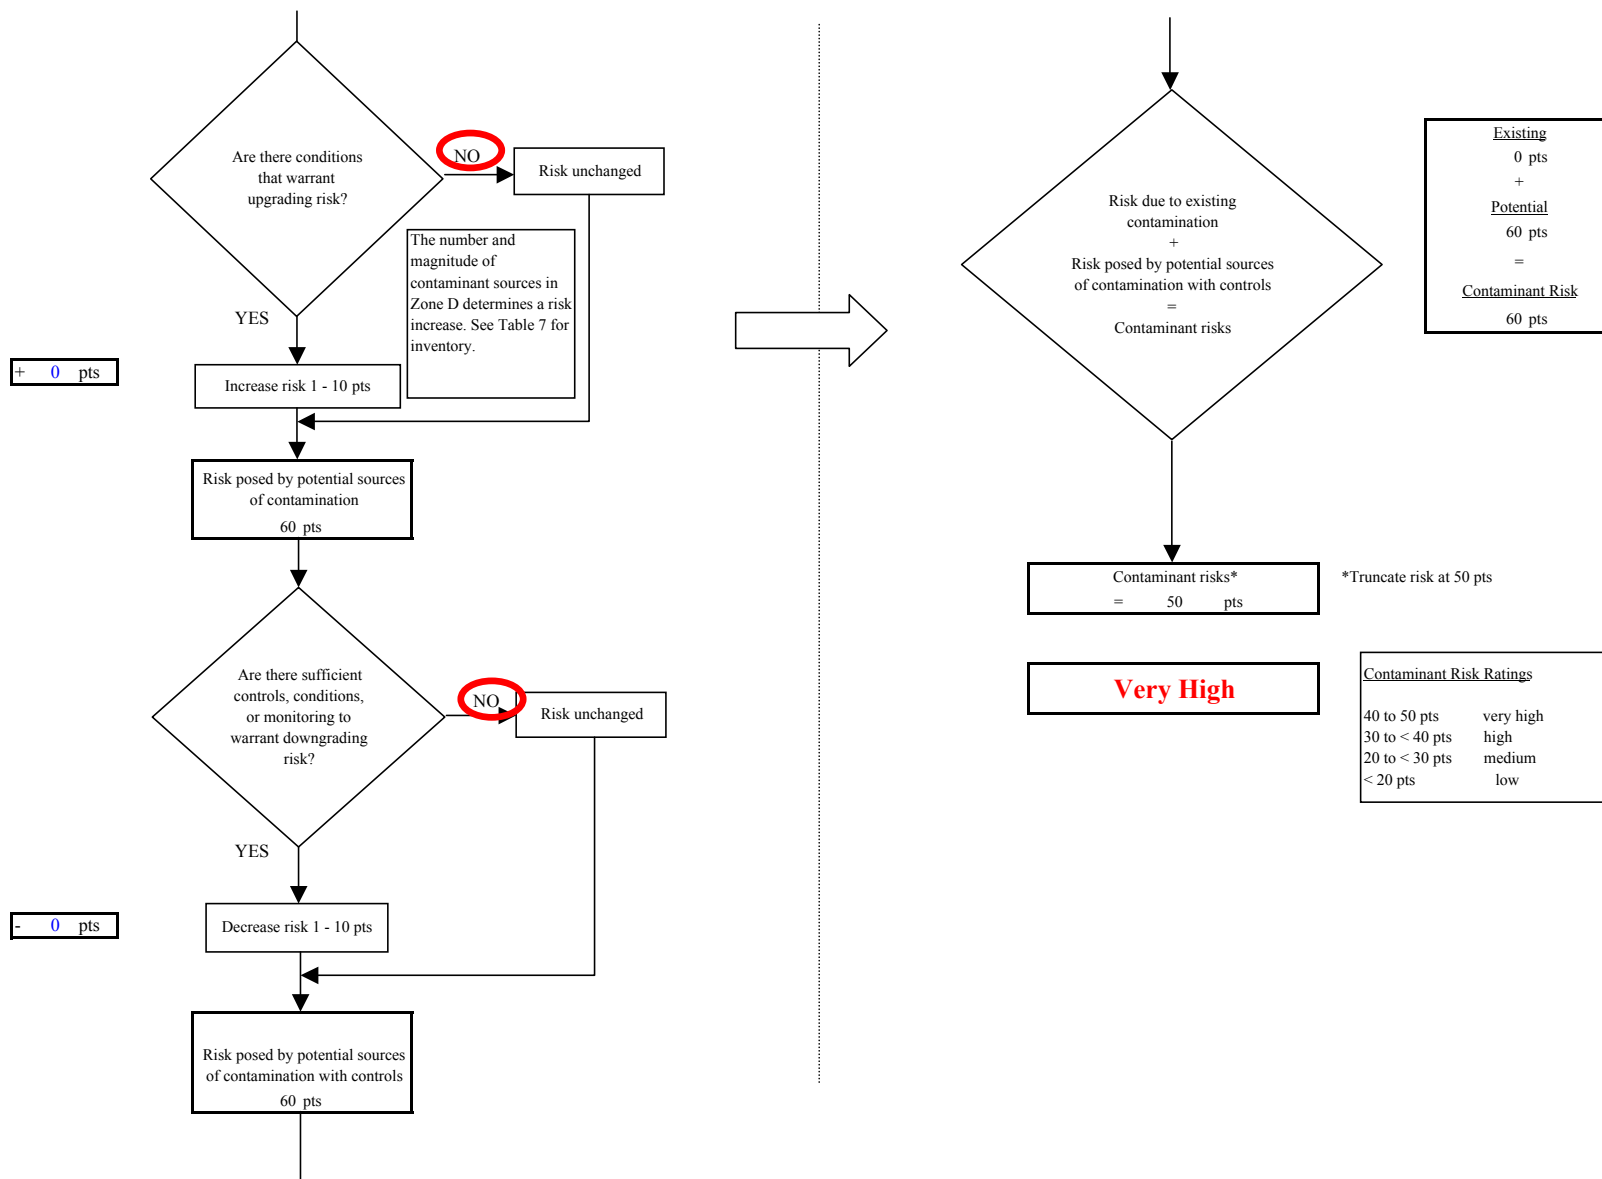 Are there conditions
that warrant
upgrading risk?
NO
Risk unchanged
The number and
magnitude of
contaminant sources in
Zone D determines a risk
increase. See Table 7 for
inventory.
YES
+ 0 pts
Increase risk 1 - 10 pts
Risk posed by potential sources
of contamination
60 pts
Are there sufficient
controls, conditions,
or monitoring to
warrant downgrading
risk?
NO
Risk unchanged
YES
- 0 pts
Decrease risk 1 - 10 pts
Risk posed by potential sources
of contamination with controls
60 pts
Risk due to existing
contamination
+
Risk posed by potential sources
of contamination with controls
=
Contaminant risks
Existing
0 pts
+
Potential
60 pts
=
Contaminant Risk
60 pts
Contaminant risks*
= 50 pts
*Truncate risk at 50 pts
Very High
Contaminant Risk Ratings
40 to 50 pts very high
30 to < 40 pts high
20 to < 30 pts medium
< 20 pts low